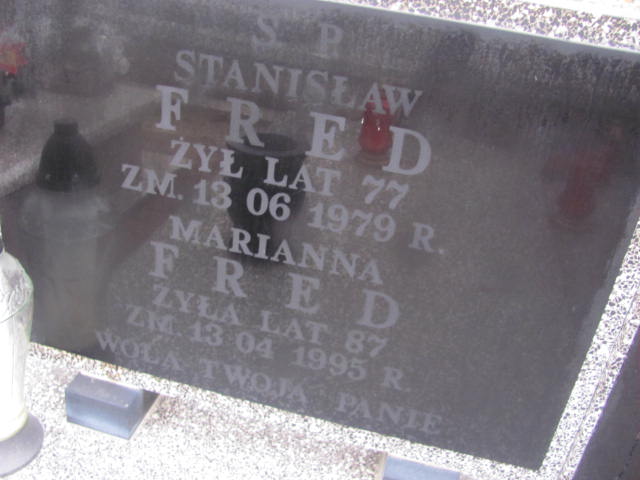 S P
STANISŁAW
FRED
ŻYŁ LAT 77
ZM. 13 06 1979 R.
MARIANNA
FRED
ŻYŁA LAT 87
ZM. 13 04 1995 R.
WOLA TWOJA PANIE